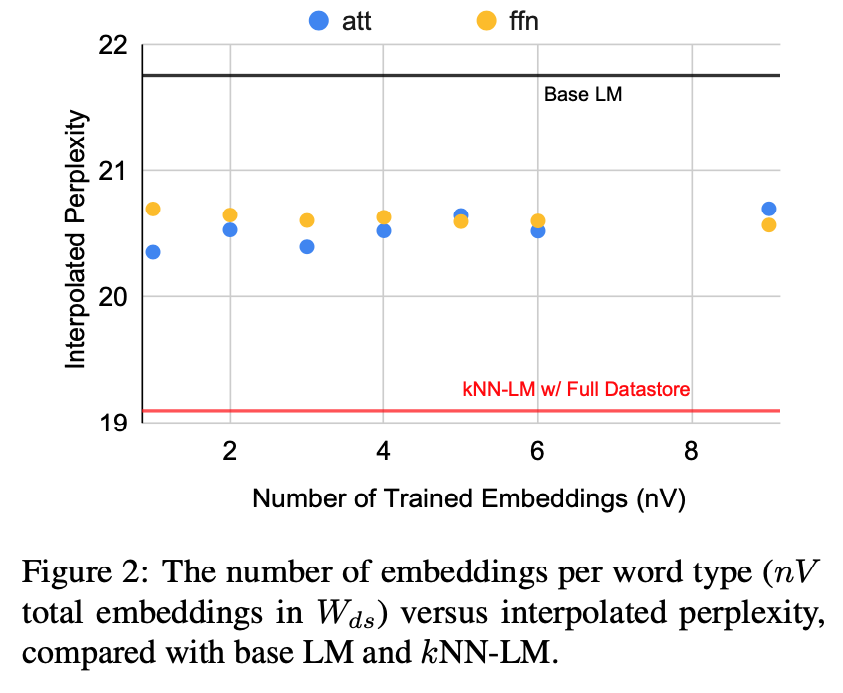 att ffn
22
Base LM
21
Interpolated Perplexity
20
kNN-LM w/ Full Datastore
19
2 4 6 8
Number of Trained Embeddings (nV)
Figure 2: The number of embeddings per word type (nV
total embeddings in W_{ds}) versus interpolated perplexity,
compared with base LM and kNN-LM.